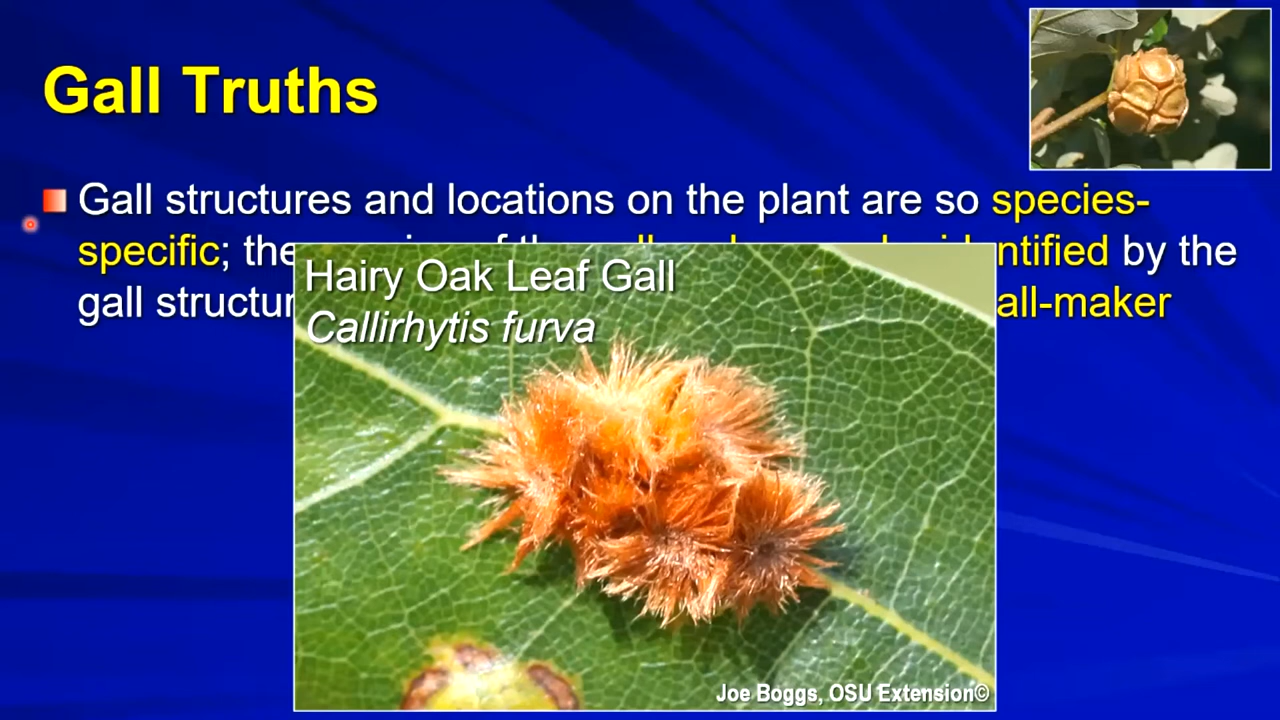 Gall Truths
Gall structures and locations on the plant are so species-
specific; the identified by the
gall structur all-maker
Hairy Oak Leaf Gall
Callirhytis furva
Joe Boggs, OSU Extension©